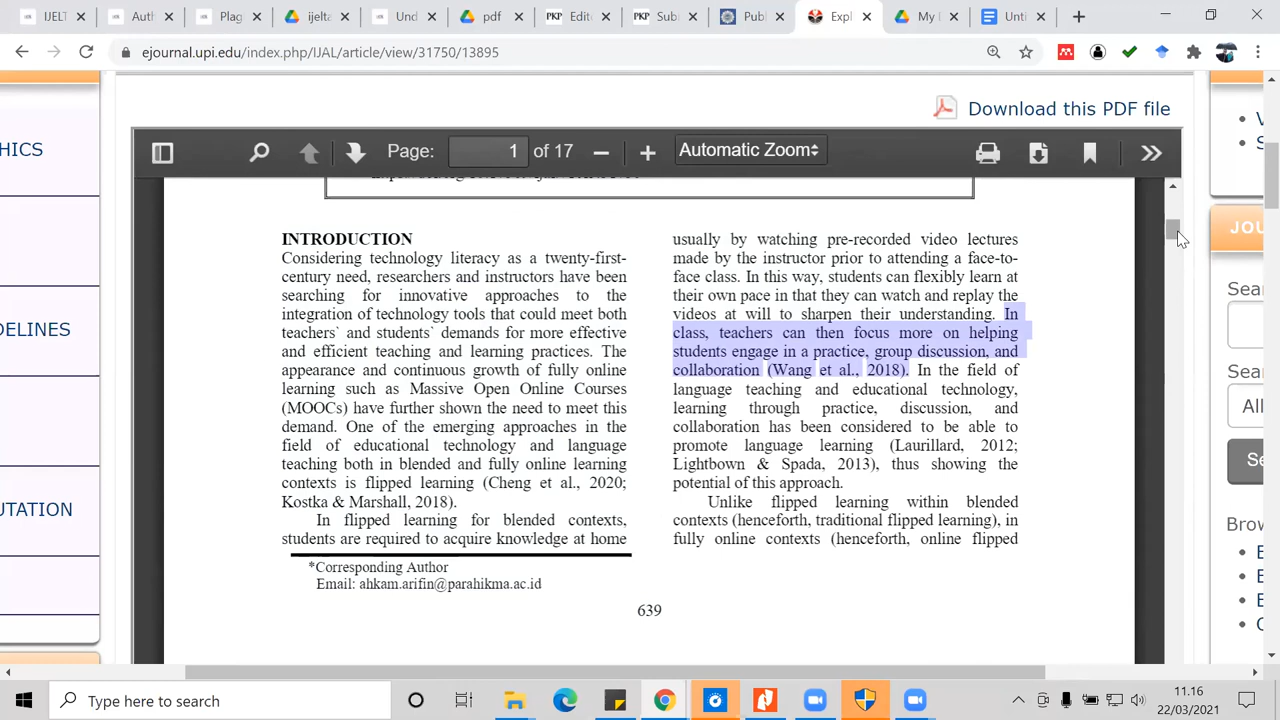 IJELT
Aut
Plag
ijelta
Und
pdf
Edit
Sub
Publ
Expl
My
Unti
ejournal.upi.edu/index.php/IJAL/article/view/31750/13895
HICS
DELINES
UTATION
Download this PDF file
Page:
1
of 17
Automatic Zoom
INTRODUCTION
Considering technology literacy as a twenty-first-
century need, researchers and instructors have been
searching for innovative approaches to the
integration of technology tools that could meet both
teachers` and students` demands for more effective
and efficient teaching and learning practices. The
appearance and continuous growth of fully online
learning such as Massive Open Online Courses
(MOOCs) have further shown the need to meet this
demand. One of the emerging approaches in the
field of educational technology and language
teaching both in blended and fully online learning
contexts is flipped learning (Cheng et al., 2020;
Kostka & Marshall, 2018).
In flipped learning for blended contexts,
students are required to acquire knowledge at home
*Corresponding Author
Email: ahkam.arifin@parahikma.ac.id
usually by watching pre-recorded video lectures
made by the instructor prior to attending a face-to-
face class. In this way, students can flexibly learn at
their own pace in that they can watch and replay the
videos at will to sharpen their understanding. In
class, teachers can then focus more on helping
students engage in a practice, group discussion, and
collaboration (Wang et al., 2018). In the field of
language teaching and educational technology,
learning through practice, discussion, and
collaboration has been considered to be able to
promote language learning (Laurillard, 2012;
Lightbown & Spada, 2013), thus showing the
potential of this approach.
Unlike flipped learning within blended
contexts (henceforth, traditional flipped learning), in
fully online contexts (henceforth, online flipped
639
JOU
Sear
Sear
All
Se
Brow
Type here to search
11.16
22/03/2021